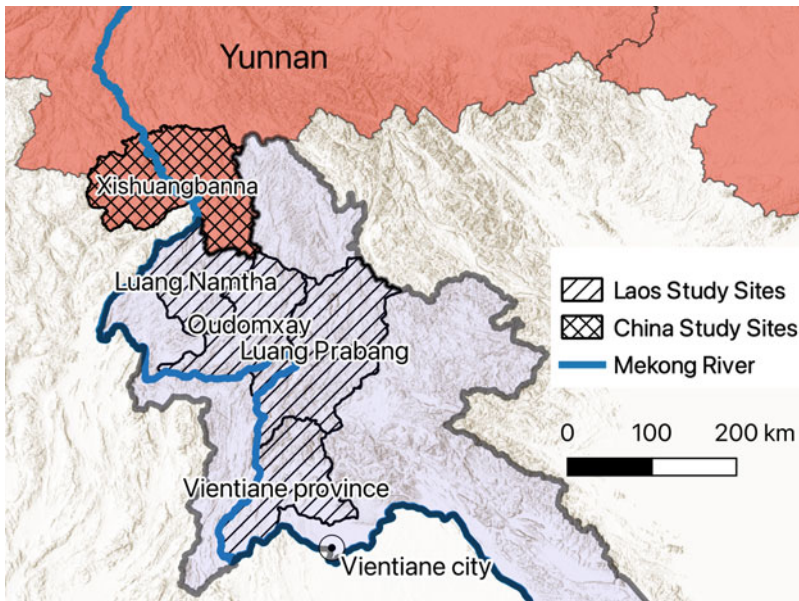 Yunnan
Xishuangbanna
Luang Namtha
Oudomxay
Luang Prabang
Vientiane province
Vientiane city
Laos Study Sites
China Study Sites
Mekong River
0 100 200 km